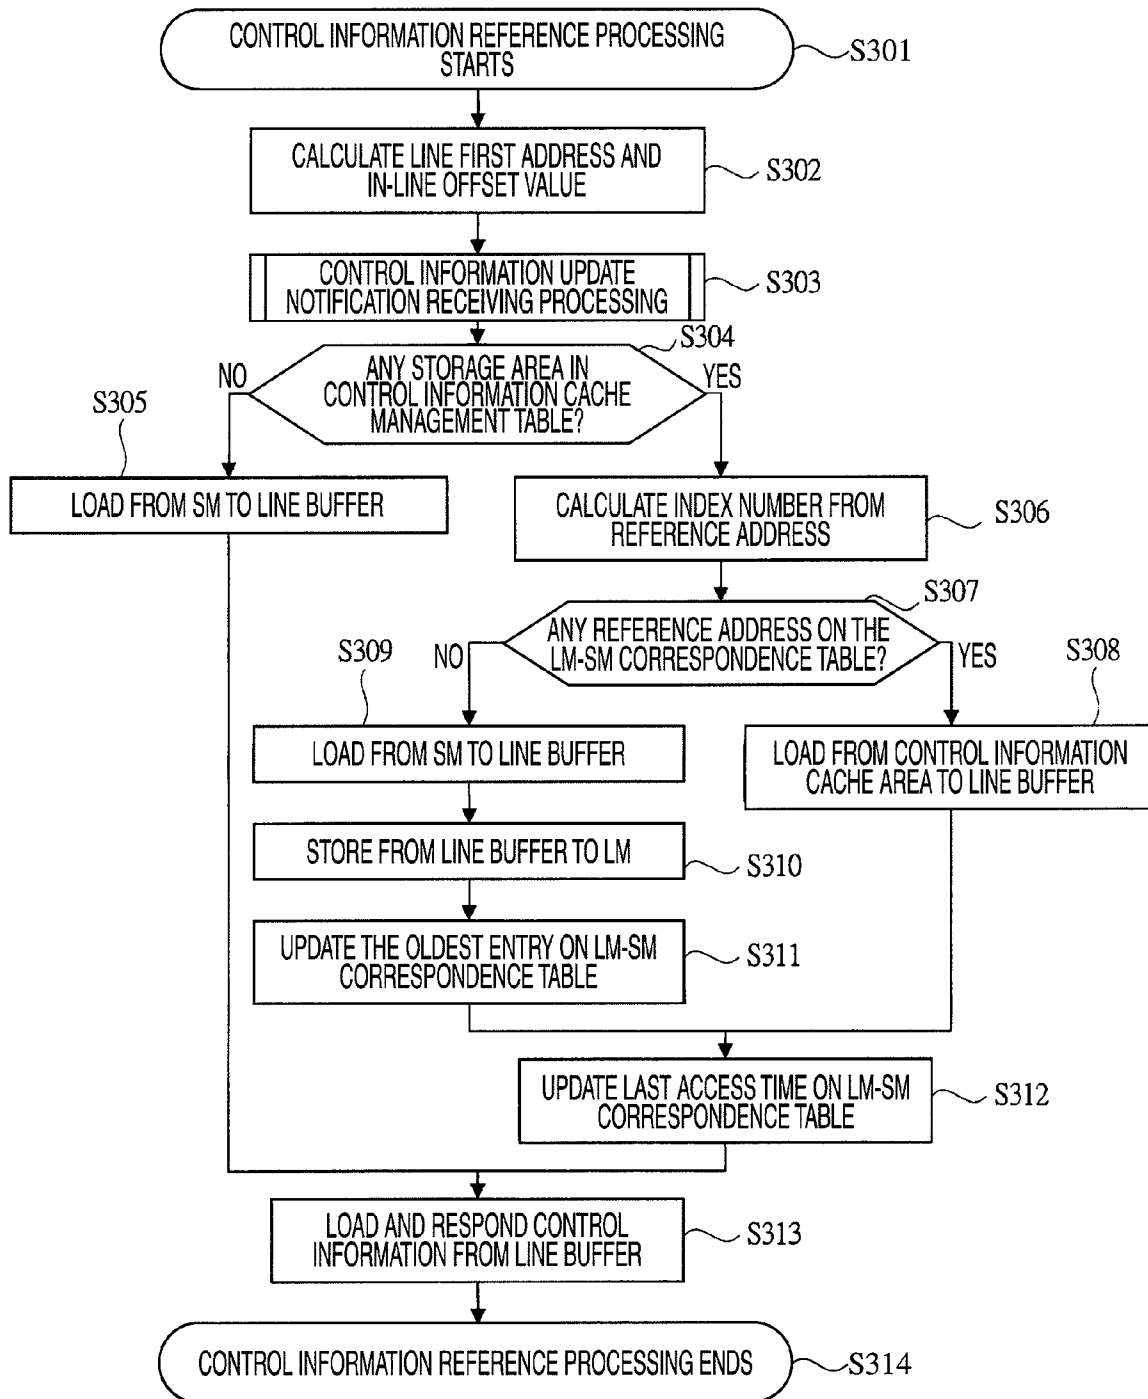 CONTROL INFORMATION REFERENCE PROCESSING
STARTS
S301
CALCULATE LINE FIRST ADDRESS AND
IN-LINE OFFSET VALUE
S302
CONTROL INFORMATION UPDATE
NOTIFICATION RECEIVING PROCESSING
S303
S304
NO
ANY STORAGE AREA IN
CONTROL INFORMATION CACHE
MANAGEMENT TABLE?
YES
S305
LOAD FROM SM TO LINE BUFFER
CALCULATE INDEX NUMBER FROM
REFERENCE ADDRESS
S306
S307
ANY REFERENCE ADDRESS ON THE
LM-SM CORRESPONDENCE TABLE?
NO
YES
S309
S308
LOAD FROM SM TO LINE BUFFER
LOAD FROM CONTROL INFORMATION
CACHE AREA TO LINE BUFFER
STORE FROM LINE BUFFER TO LM
S310
UPDATE THE OLDEST ENTRY ON LM-SM
CORRESPONDENCE TABLE
S311
UPDATE LAST ACCESS TIME ON LM-SM
CORRESPONDENCE TABLE
S312
LOAD AND RESPOND CONTROL
INFORMATION FROM LINE BUFFER
S313
CONTROL INFORMATION REFERENCE PROCESSING ENDS
S314